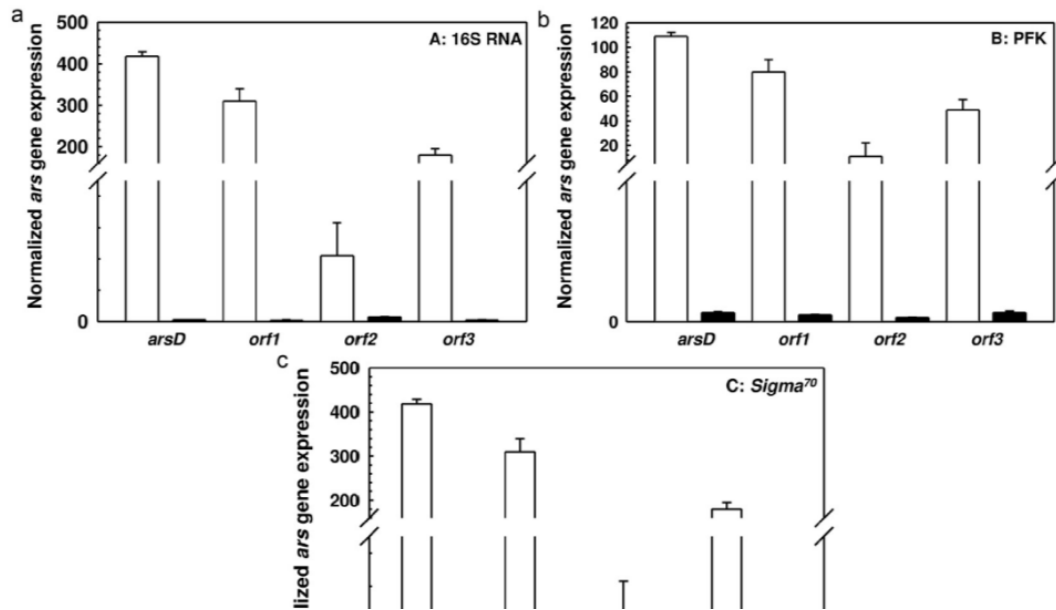 a
A: 16S RNA
Normalized ars gene expression
500
400
300
200
0
arsD orf1 orf2 orf3
b
B: PFK
Normalized ars gene expression
120
100
80
60
40
20
0
arsD orf1 orf2 orf3
c
C: Sigma70
gene expression
ars
500
400
300
200